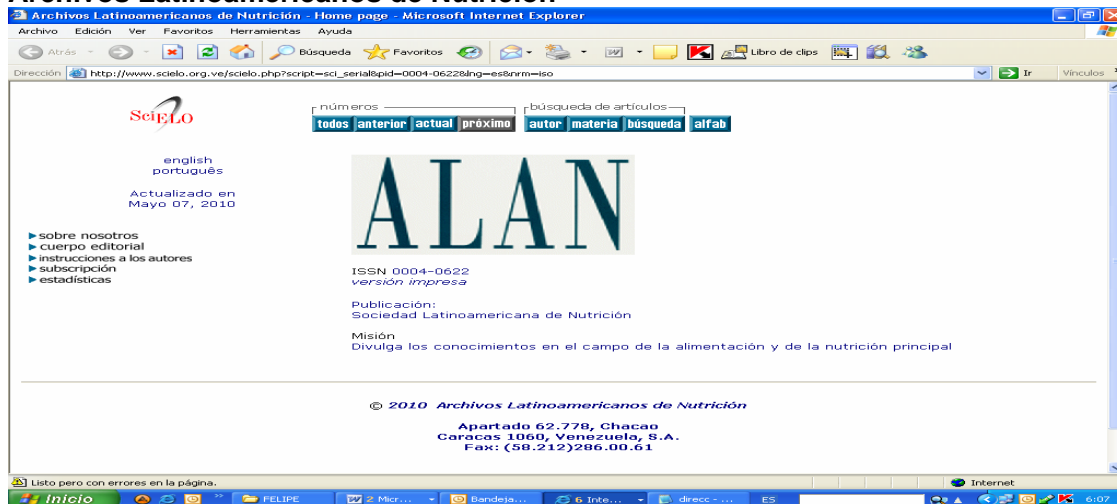 Archivos Latinoamericanos de Nutrición
Archivos Latinoamericanos de Nutrición - Home page - Microsoft Internet Explorer
Archivo Edición Ver Favoritos Herramientas Ayuda
Atrás Búsqueda Favoritos Libro de clips
Dirección http://www.scielo.org.ve/scielo.php?script=sci_serial&pid=0004-0622&lng=es&nrm=iso Ir Vínculos
SciELO
números búsqueda de artículos
todos anterior actual próximo autor materia búsqueda alfab
english
português
Actualizado en
Mayo 07, 2010
sobre nosotros
cuerpo editorial
instrucciones a los autores
subscripción
estadísticas
ALAN
ISSN 0004-0622
versión impresa
Publicación:
Sociedad Latinoamericana de Nutrición
Misión
Divulga los conocimientos en el campo de la alimentación y de la nutrición principal
© 2010 Archivos Latinoamericanos de Nutrición
Apartado 62.778, Chacao
Caracas 1060, Venezuela, S.A.
Fax: (58.212)286.00.61
Listo pero con errores en la página. Internet
Inicio FELIPE 2 Micr... Bandeja... 6 Inte... direcc - ... ES 6:07